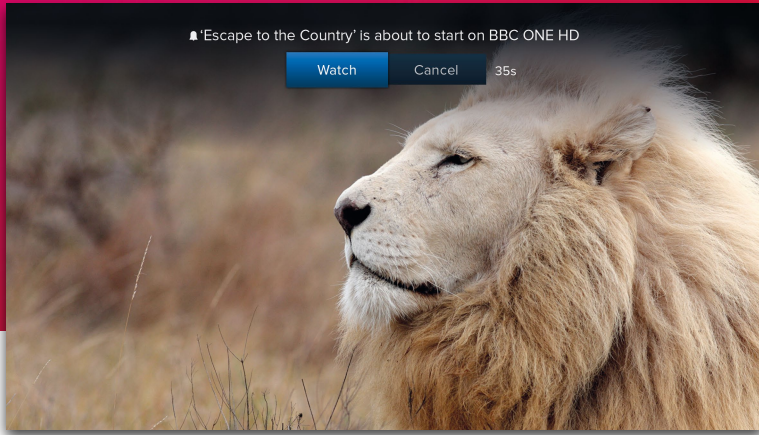 ‘Escape to the Country’ is about to start on BBC ONE HD
Watch Cancel 35s